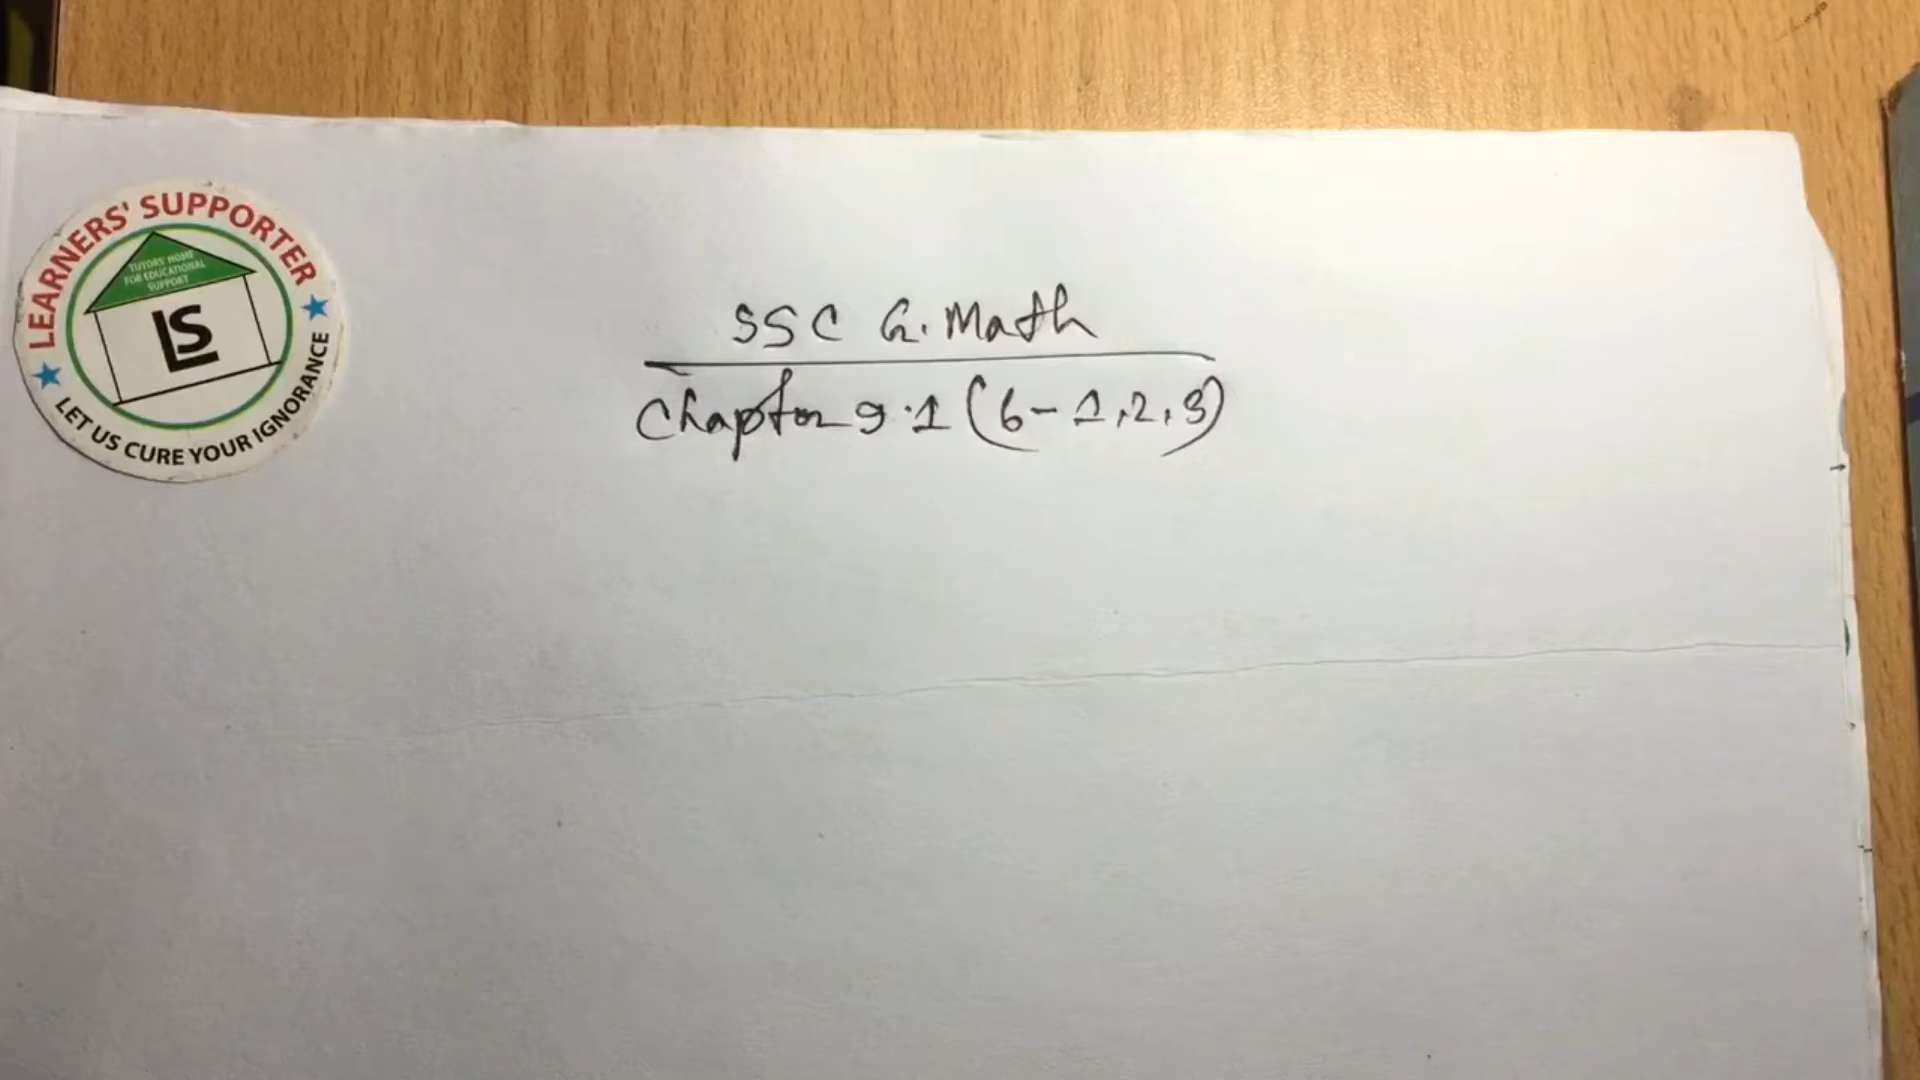 LEARNERS' SUPPORTER
TUTORS' HOME
FOR EDUCATIONAL
SUPPORT
LS
LET US CURE YOUR IGNORANCE
SSC G. Math
Chapter 9.1 (6-1,2,3)